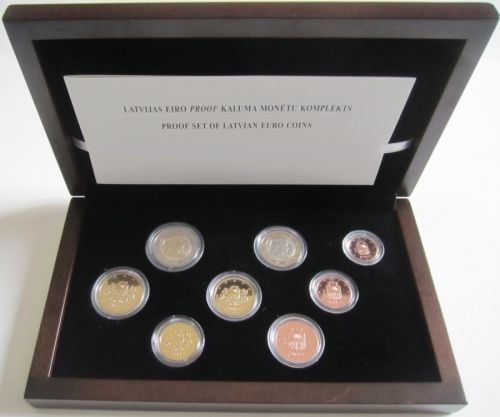 LATVIJAS EIRO PROOF KALUMA MONĒTU KOMPLEKTS
PROOF SET OF LATVIAN EURO COINS